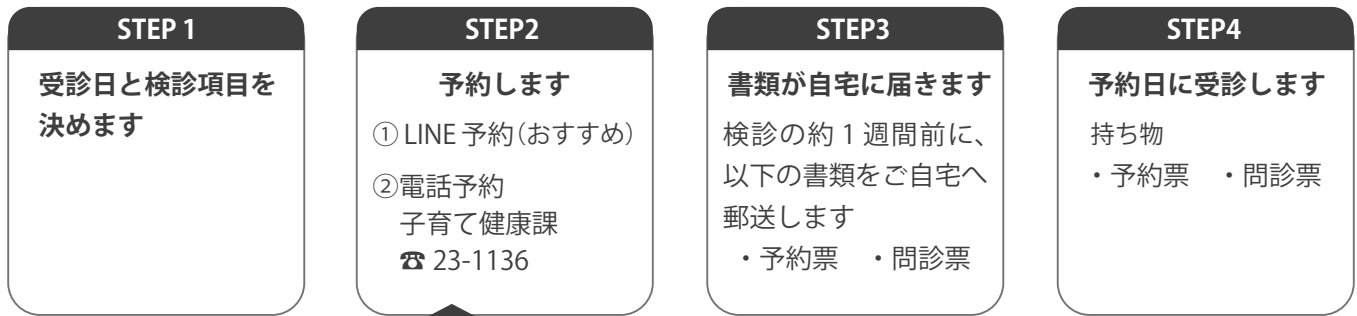 STEP 1
受診日と検診項目を
決めます
STEP2
予約します
① LINE 予約（おすすめ）
②電話予約
子育て健康課
☎ 23-1136
STEP3
書類が自宅に届きます
検診の約 1 週間前に、
以下の書類をご自宅へ
郵送します
・予約票　・問診票
STEP4
予約日に受診します
持ち物
・予約票　・問診票